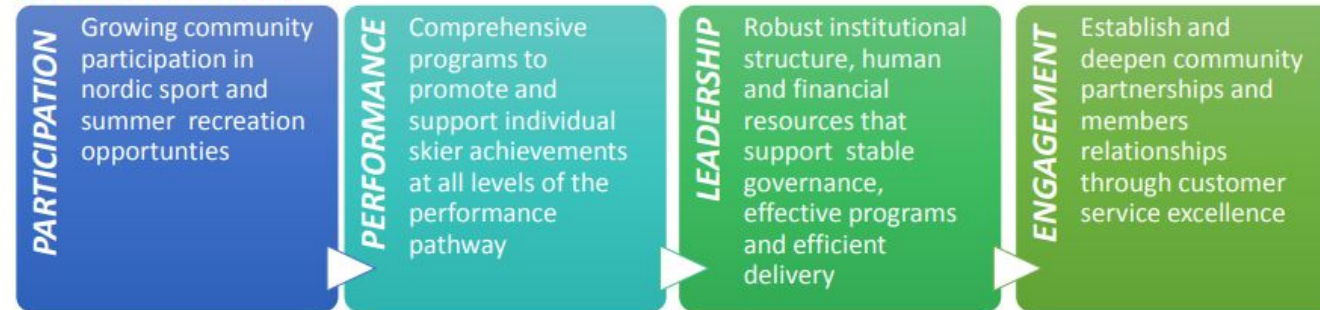 PARTICIPATION
Growing community
participation in
nordic sport and
summer recreation
opportunties
PERFORMANCE
Comprehensive
programs to
promote and
support individual
skier achievements
at all levels of the
performance
pathway
LEADERSHIP
Robust institutional
structure, human
and financial
resources that
support stable
governance,
effective programs
and efficient
delivery
ENGAGEMENT
Establish and
deepen community
partnerships and
members
relationships
through customer
service excellence